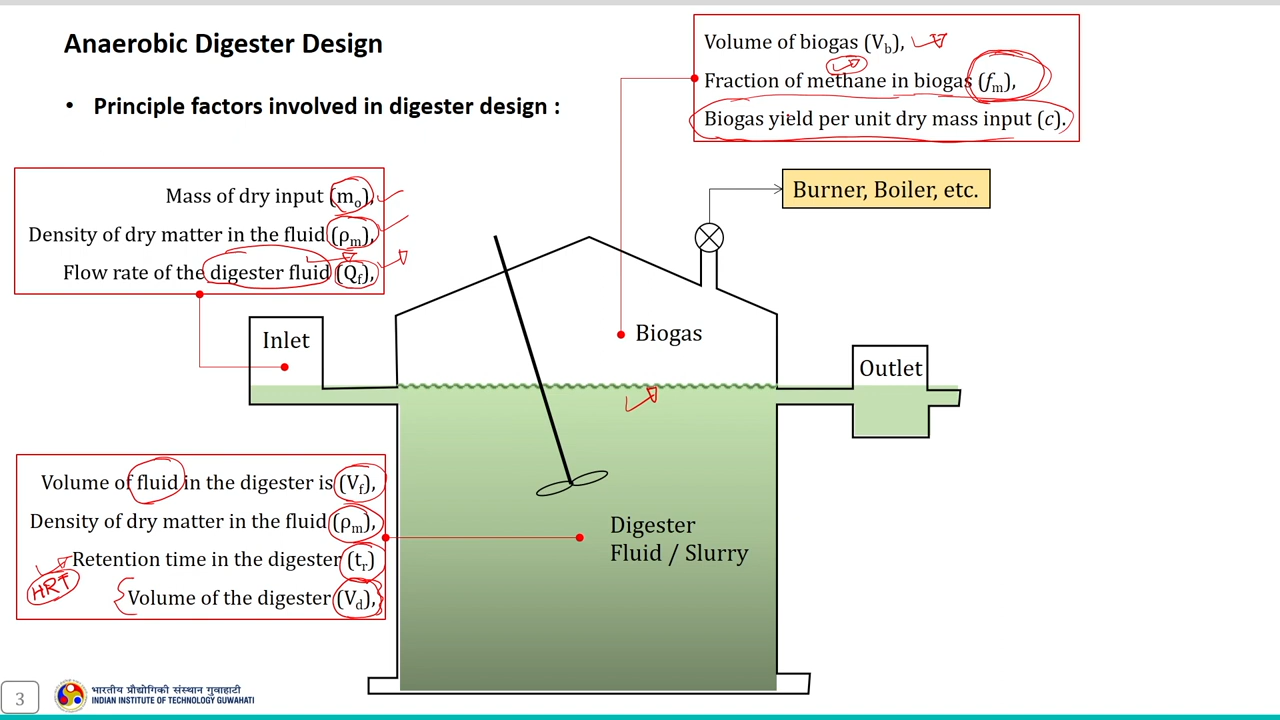 Anaerobic Digester Design
• Principle factors involved in digester design :
Volume of biogas (Vb),
Fraction of methane in biogas (fm),
Biogas yield per unit dry mass input (c).
Mass of dry input (mo),
Density of dry matter in the fluid (ρm),
Flow rate of the digester fluid (Qf),
Burner, Boiler, etc.
Inlet
Biogas
Outlet
Volume of fluid in the digester is (Vf),
Density of dry matter in the fluid (ρm),
Retention time in the digester (tr)
HRT
Volume of the digester (Vd),
Digester
Fluid / Slurry
3
भारतीय प्रौद्योगिकी संस्थान गुवाहाटी
INDIAN INSTITUTE OF TECHNOLOGY GUWAHATI